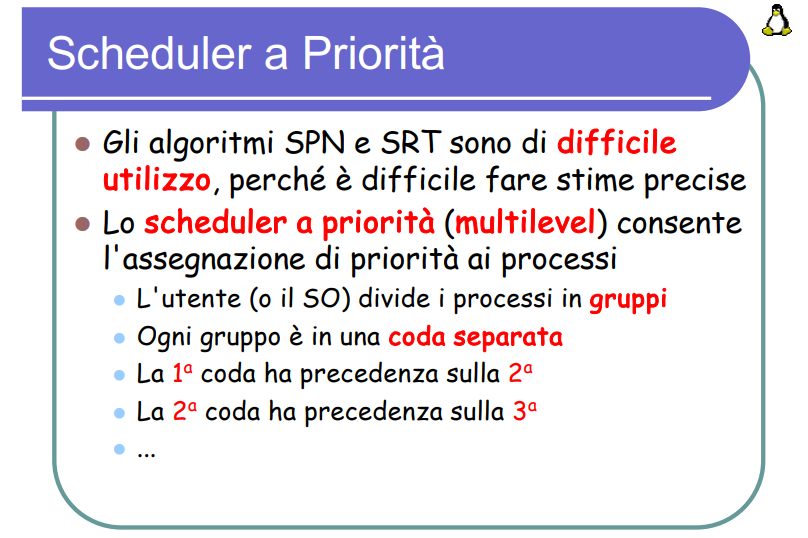 Scheduler a Priorità
Gli algoritmi SPN e SRT sono di difficile
utilizzo, perché è difficile fare stime precise
Lo scheduler a priorità (multilevel) consente
l'assegnazione di priorità ai processi
L'utente (o il SO) divide i processi in gruppi
Ogni gruppo è in una coda separata
La 1ª coda ha precedenza sulla 2ª
La 2ª coda ha precedenza sulla 3ª
...